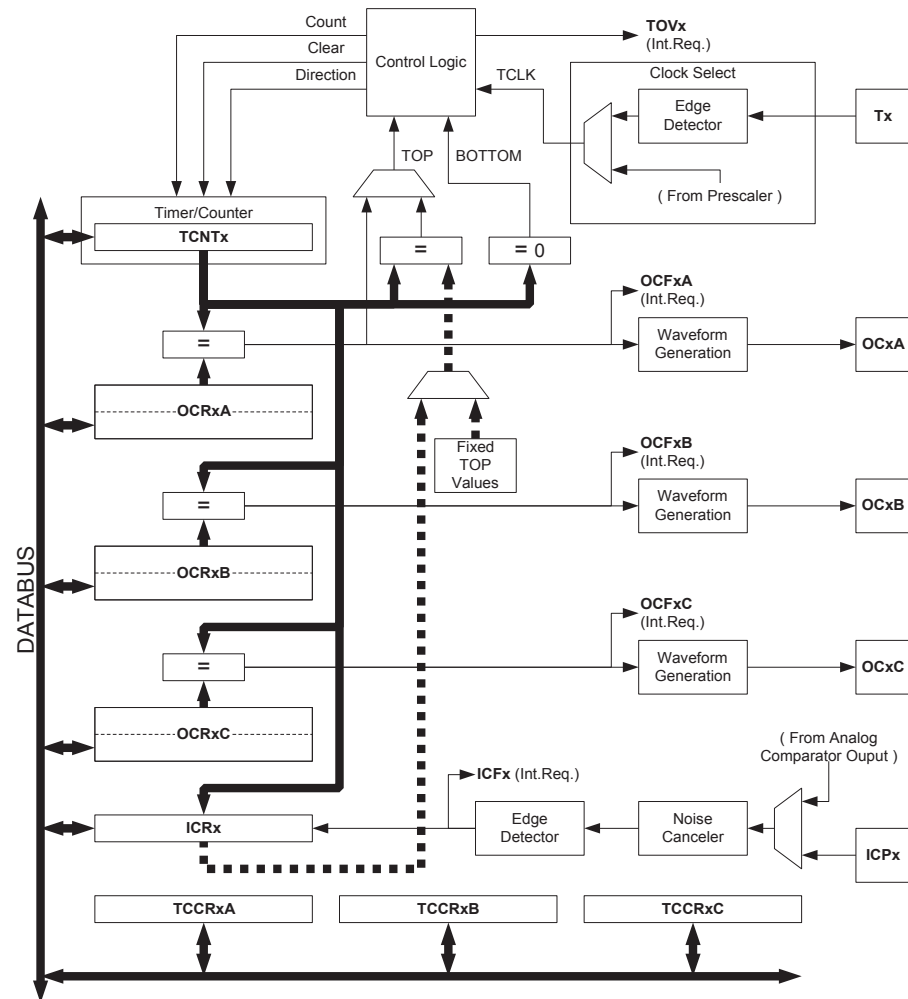 Count
Clear
Direction
Control Logic
TOVx
(Int.Req.)
TCLK
Clock Select
Edge
Detector
Tx
( From Prescaler )
TOP
BOTTOM
Timer/Counter
TCNTx
=
= 0
=
OCRxA
OCFxA
(Int.Req.)
Waveform
Generation
OCxA
Fixed
TOP
Values
=
OCRxB
OCFxB
(Int.Req.)
Waveform
Generation
OCxB
DATABUS
=
OCRxC
OCFxC
(Int.Req.)
Waveform
Generation
OCxC
( From Analog
Comparator Ouput )
ICFx (Int.Req.)
ICRx
Edge
Detector
Noise
Canceler
ICPx
TCCRxA
TCCRxB
TCCRxC